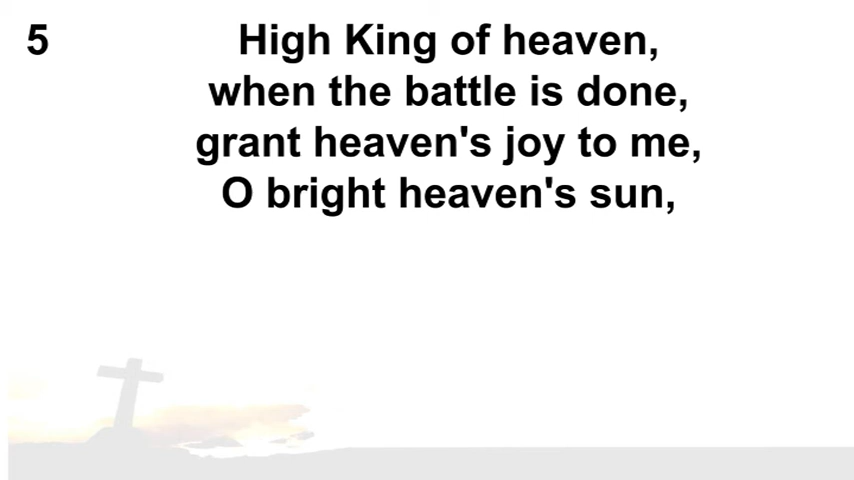 5
High King of heaven,
when the battle is done,
grant heaven's joy to me,
O bright heaven's sun,